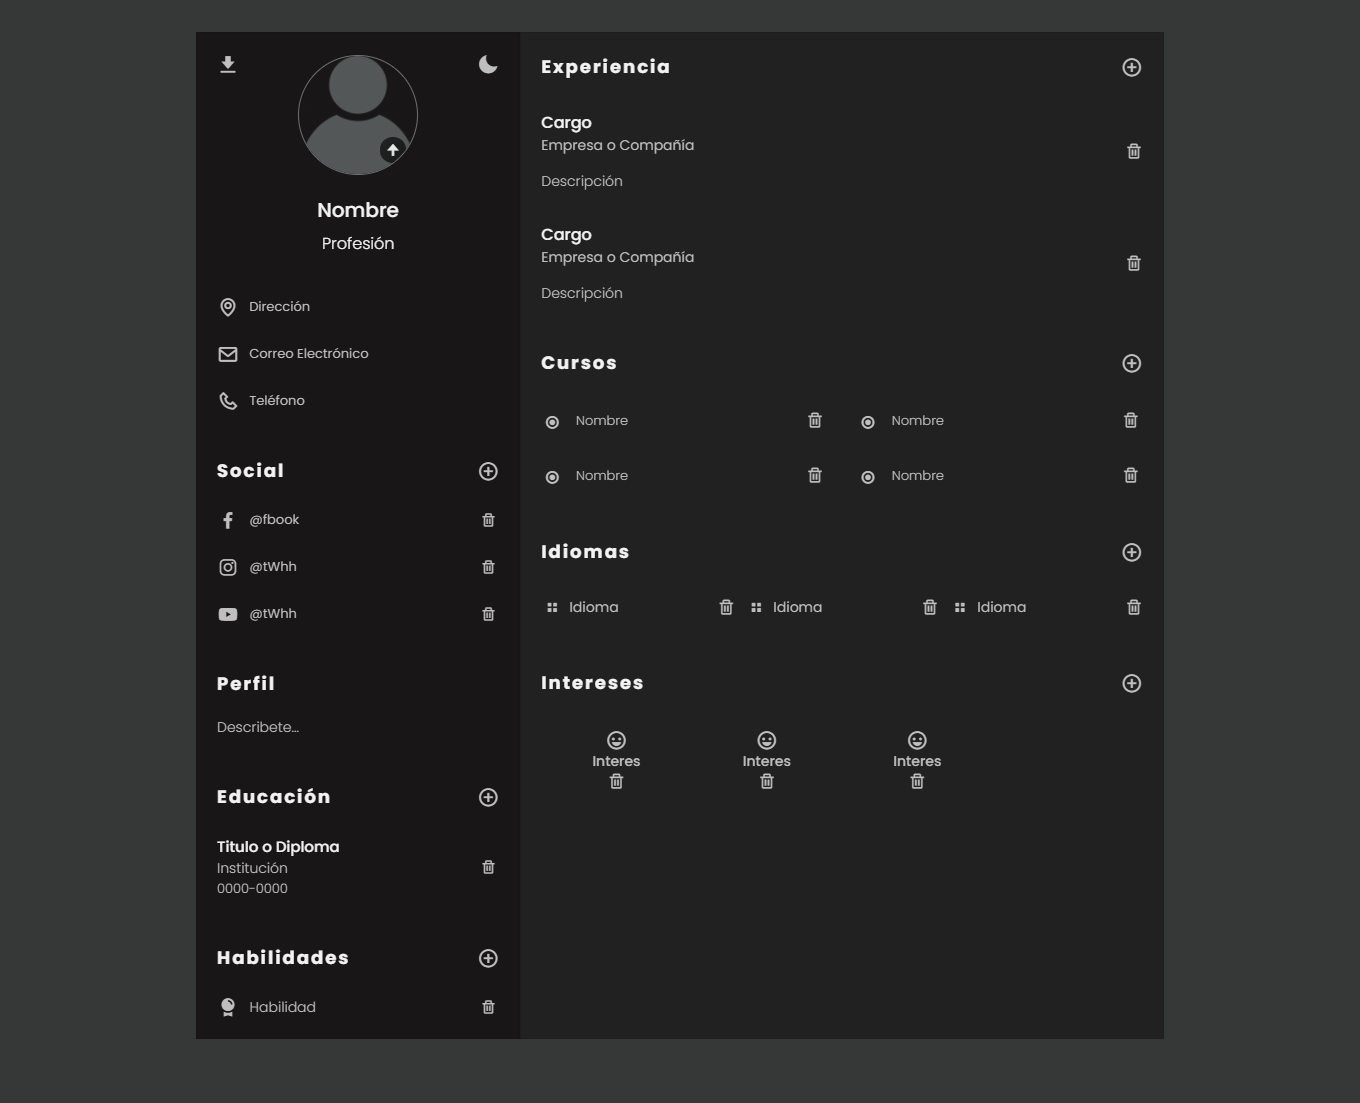 Nombre
Profesión
Dirección
Correo Electrónico
Teléfono
Social
@fbook
@tWhh
@tWhh
Perfil
Describete...
Educación
Titulo o Diploma
Institución
0000-0000
Habilidades
Habilidad
Experiencia
Cargo
Empresa o Compañía
Descripción
Cargo
Empresa o Compañía
Descripción
Cursos
Nombre Nombre
Nombre Nombre
Idiomas
Idioma Idioma Idioma
Intereses
Interes Interes Interes